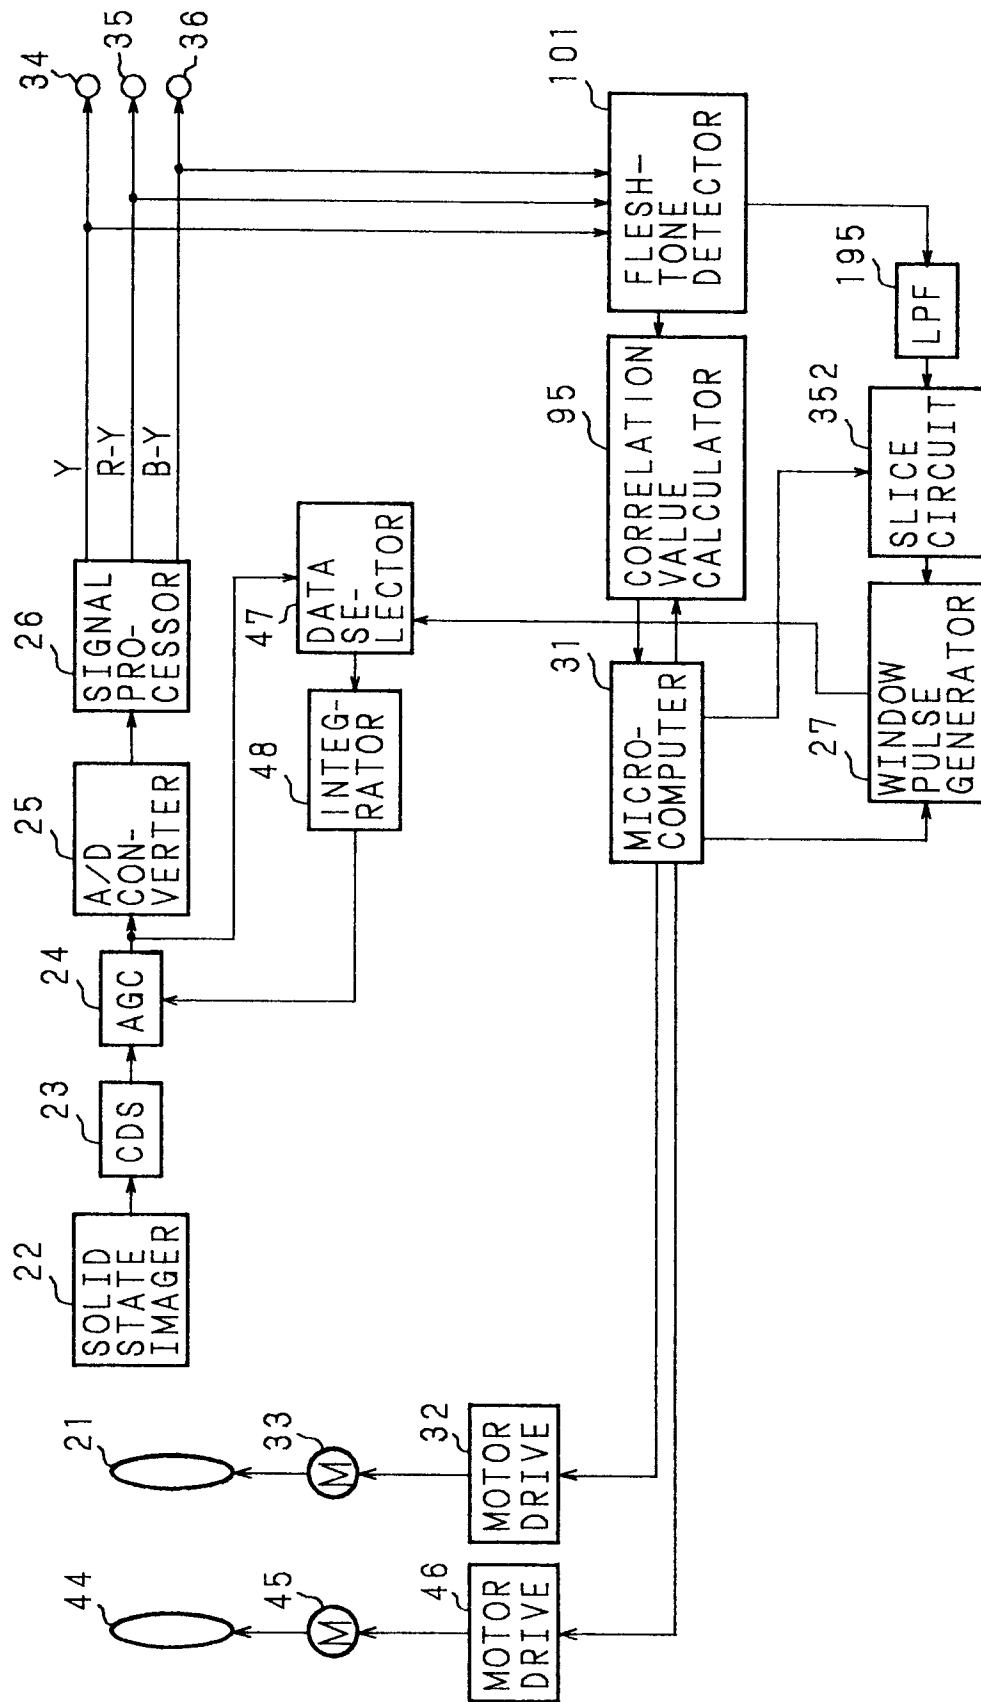 44
21
45
M
33
M
46
MOTOR
DRIVE
32
MOTOR
DRIVE
22
SOLID
STATE
IMAGER
23
CDS
24
AGC
25
A/D
CON-
VERTER
26
SIGNAL
PRO-
CESSOR
Y
R-Y
B-Y
34
35
36
48
INTEG-
RATOR
47
DATA
SE-
LECTOR
31
MICRO-
COMPUTER
95
CORRELATION
VALUE
CALCULATOR
101
FLESH-
TONE
DETECTOR
27
WINDOW
PULSE
GENERATOR
352
SLICE
CIRCUIT
195
LPF